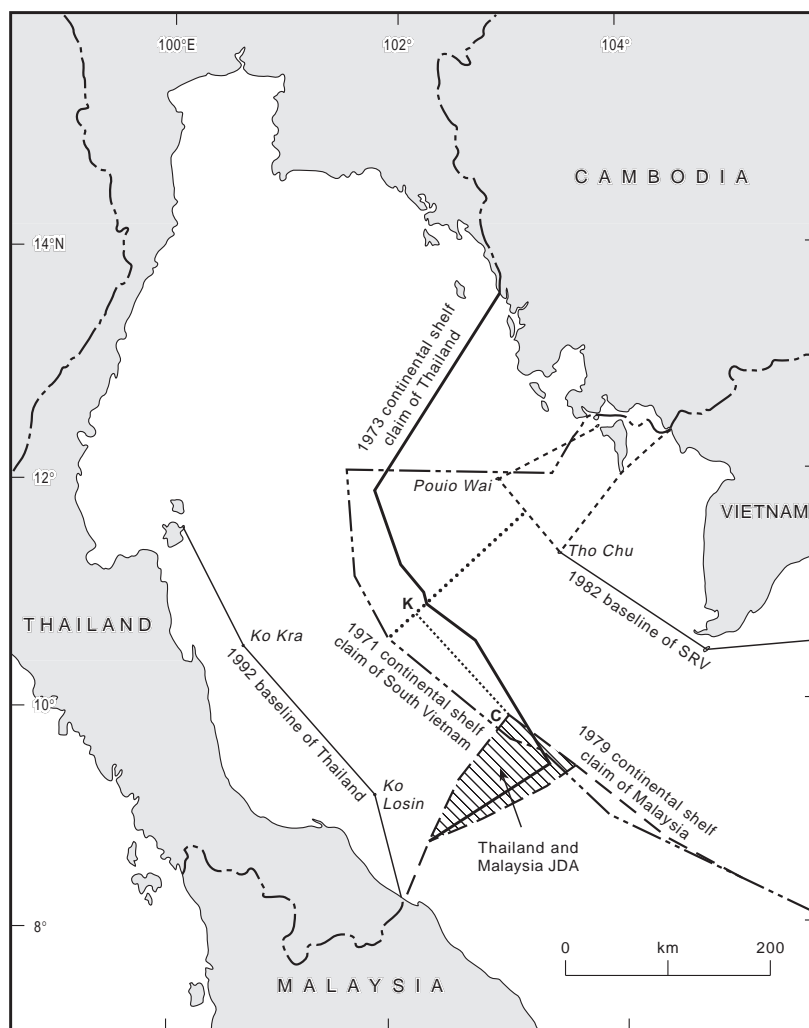 100°E
102°
104°
CAMBODIA
14°N
1973 continental shelf
claim of Thailand
12°
Pouio Wai
VIETNAM
Tho Chu
1982 baseline of SRV
THAILAND
K
Ko Kra
1971 continental shelf
claim of South Vietnam
1992 baseline of Thailand
10°
C
1979 continental shelf
claim of Malaysia
Ko
Losin
Thailand and
Malaysia JDA
8°
0 km 200
MALAYSIA